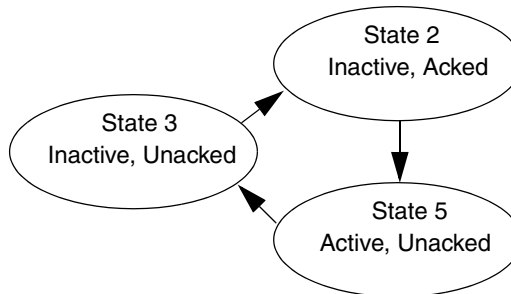 State 2
Inactive, Acked
State 3
Inactive, Unacked
State 5
Active, Unacked